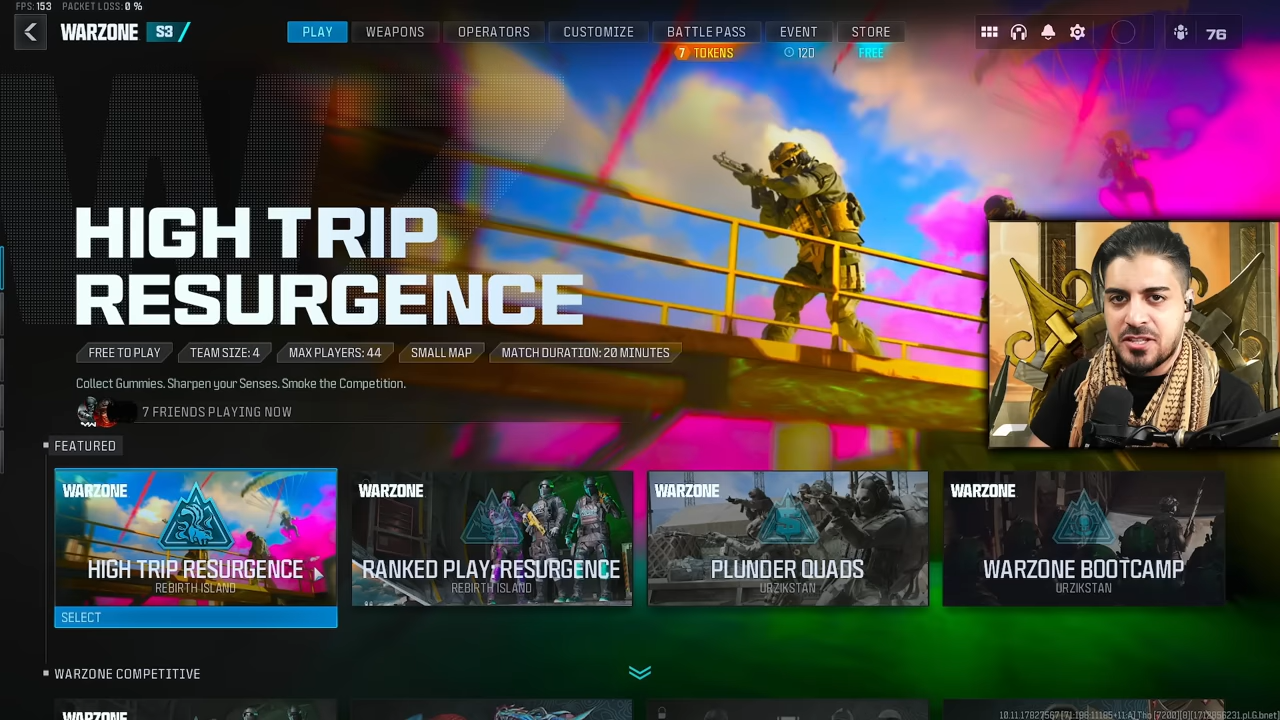 FPS: 153 PACKET LOSS: 0 %
WARZONE S3
PLAY WEAPONS OPERATORS CUSTOMIZE BATTLE PASS EVENT STORE
7 TOKENS 120 FREE
76
HIGH TRIP
RESURGENCE
FREE TO PLAY TEAM SIZE: 4 MAX PLAYERS: 44 SMALL MAP MATCH DURATION: 20 MINUTES
Collect Gummies. Sharpen your Senses. Smoke the Competition.
7 FRIENDS PLAYING NOW
FEATURED
WARZONE WARZONE WARZONE WARZONE
HIGH TRIP RESURGENCE RANKED PLAY: RESURGENCE PLUNDER QUADS WARZONE BOOTCAMP
REBIRTH ISLAND REBIRTH ISLAND URZIKSTAN URZIKSTAN
SELECT
WARZONE COMPETITIVE
WARZONE